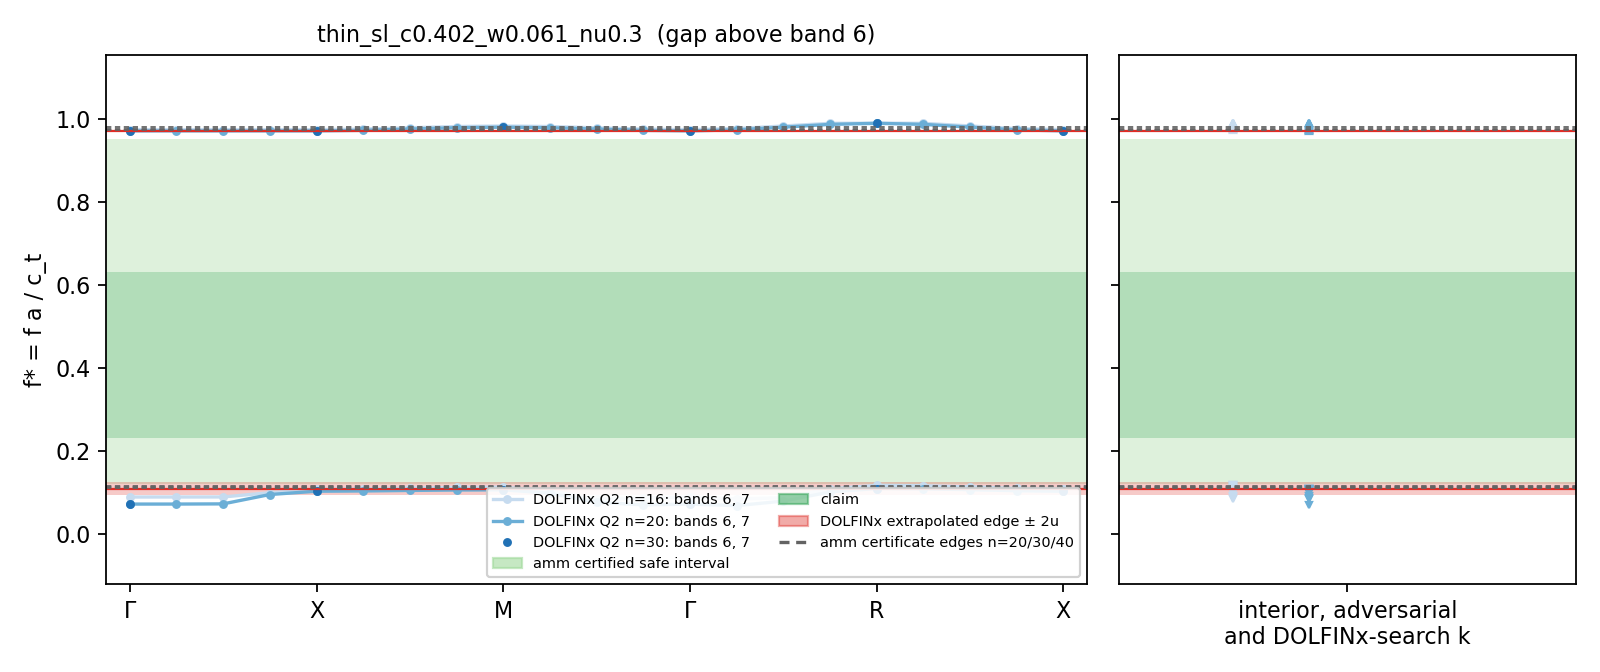 thin_sl_c0.402_w0.061_nu0.3 (gap above band 6)
f* = f a / c_t
1.0
0.8
0.6
0.4
0.2
0.0
DOLFINx Q2 n=16: bands 6, 7
DOLFINx Q2 n=20: bands 6, 7
DOLFINx Q2 n=30: bands 6, 7
amm certified safe interval
claim
DOLFINx extrapolated edge ± 2u
amm certificate edges n=20/30/40
Γ X M Γ R X
interior, adversarial
and DOLFINx-search k